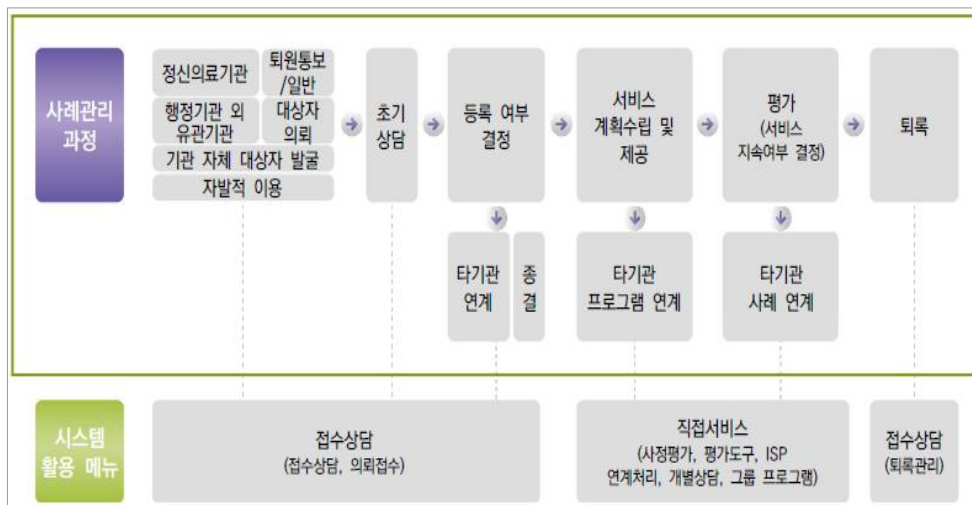 사례관리
과정
정신의료기관
퇴원통보
/일반
행정기관 외
유관기관
대상자
의뢰
기관 자체 대상자 발굴
자발적 이용
초기
상담
등록 여부
결정
서비스
계획수립 및
제공
평가
(서비스
지속여부 결정)
퇴록
타기관
연계
종
결
타기관
프로그램 연계
타기관
사례 연계
시스템
활용 메뉴
접수상담
(접수상담, 의뢰접수)
직접서비스
(사정평가, 평가도구, ISP
연계처리, 개별상담, 그룹 프로그램)
접수상담
(퇴록관리)